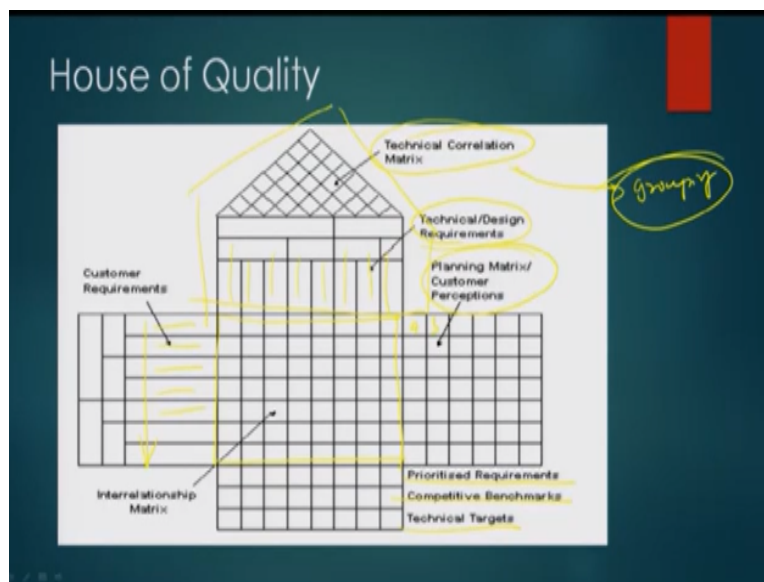 House of Quality
Technical Correlation
Matrix
grouping
Technical/Design
Requirements
Customer
Requirements
Planning Matrix/
Customer
Perceptions
Interrelationship
Matrix
Prioritised Requirements
Competitive Benchmarks
Technical Targets